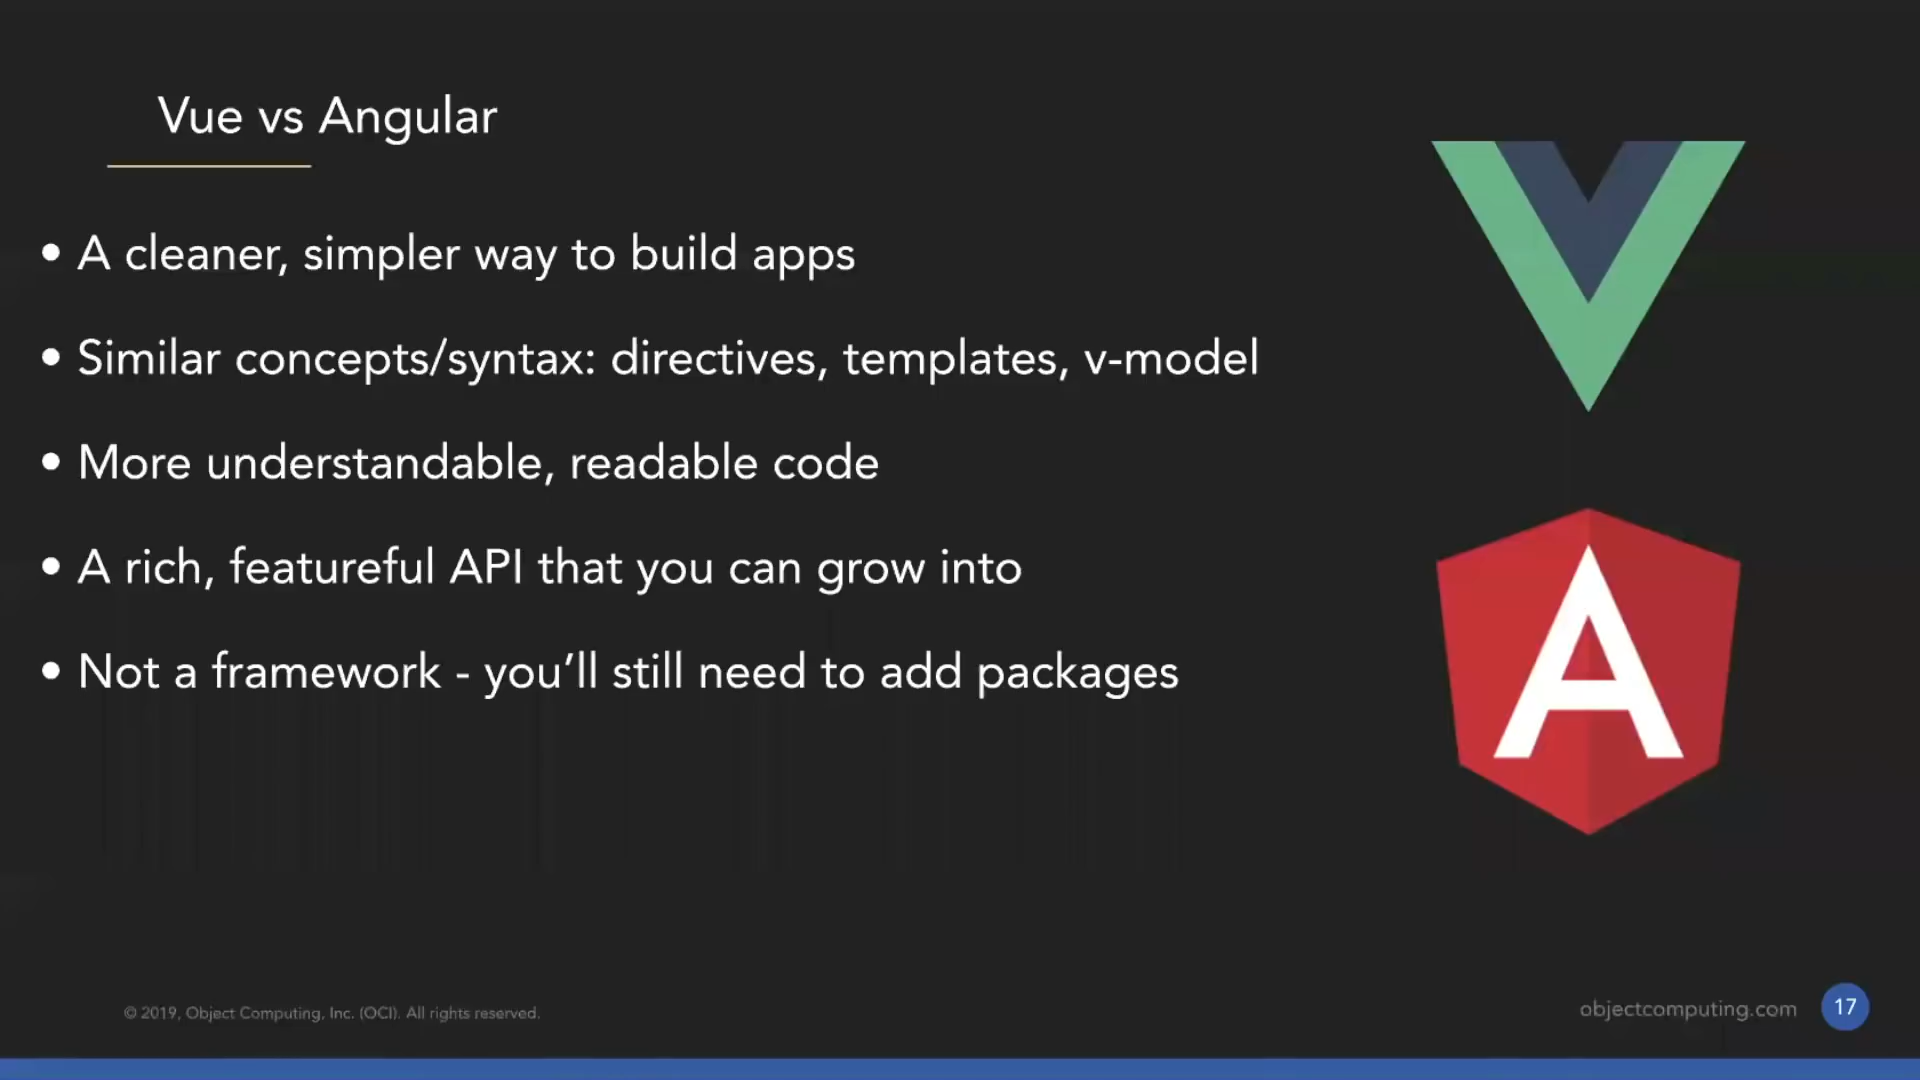 Vue vs Angular
• A cleaner, simpler way to build apps
• Similar concepts/syntax: directives, templates, v-model
• More understandable, readable code
• A rich, featureful API that you can grow into
• Not a framework - you’ll still need to add packages
A
© 2019, Object Computing, Inc. (OCI). All rights reserved.
objectcomputing.com 17